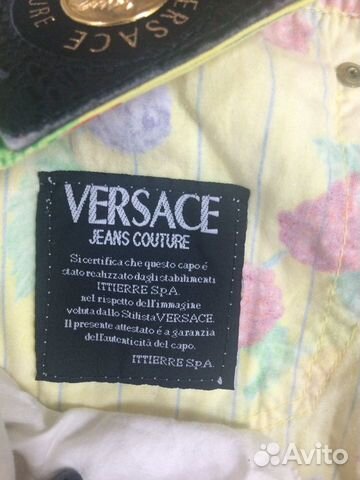 VERSACE
URE
VERSACE
JEANS COUTURE
Si certifica che questo capo é
stato realizzato dagli stabilimenti
ITTIERRE S.p.A.
nel rispetto dell'immagine
voluta dallo Stilista VERSACE.
Il presente attestato é a garanzia
dell'autenticità del capo.
ITTIERRE S.p.A.
Avito